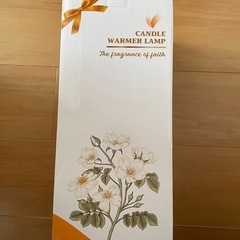 CANDLE
WARMER LAMP
The fragrance of faith